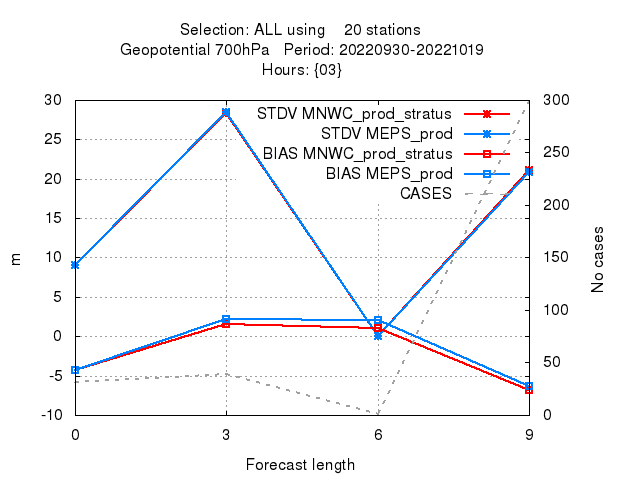 Selection: ALL using 20 stations
Geopotential 700hPa Period: 20220930-20221019
Hours: {03}
30 300
STDV MNWC_prod_stratus
25 STDV MEPS_prod 250
BIAS MNWC_prod_stratus
20 BIAS MEPS_prod 200
CASES
15
10 150
m
No cases
5 100
0
-5 50
-10 0
0 3 6 9
Forecast length